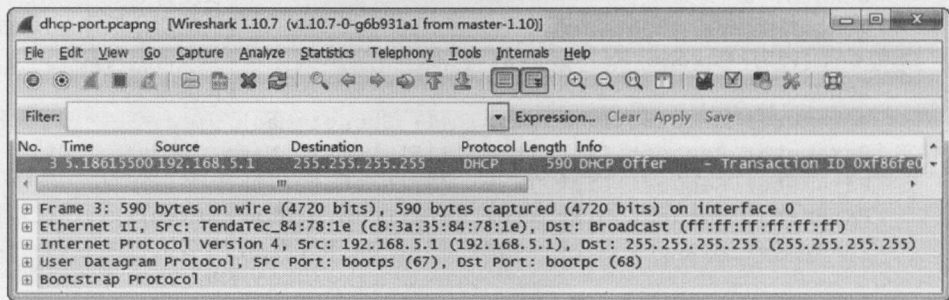 dhcp-port.pcapng [Wireshark 1.10.7 (v1.10.7-0-g6b931a1 from master-1.10)]
File Edit View Go Capture Analyze Statistics Telephony Tools Internals Help
Filter: Expression... Clear Apply Save
No. Time Source Destination Protocol Length Info
3 5.18615500 192.168.5.1 255.255.255.255 DHCP 590 DHCP Offer - Transaction ID 0xf86fe0
Frame 3: 590 bytes on wire (4720 bits), 590 bytes captured (4720 bits) on interface 0
Ethernet II, Src: TendaTec_84:78:1e (c8:3a:35:84:78:1e), Dst: Broadcast (ff:ff:ff:ff:ff:ff)
Internet Protocol Version 4, Src: 192.168.5.1 (192.168.5.1), Dst: 255.255.255.255 (255.255.255.255)
User Datagram Protocol, Src Port: bootps (67), Dst Port: bootpc (68)
Bootstrap Protocol